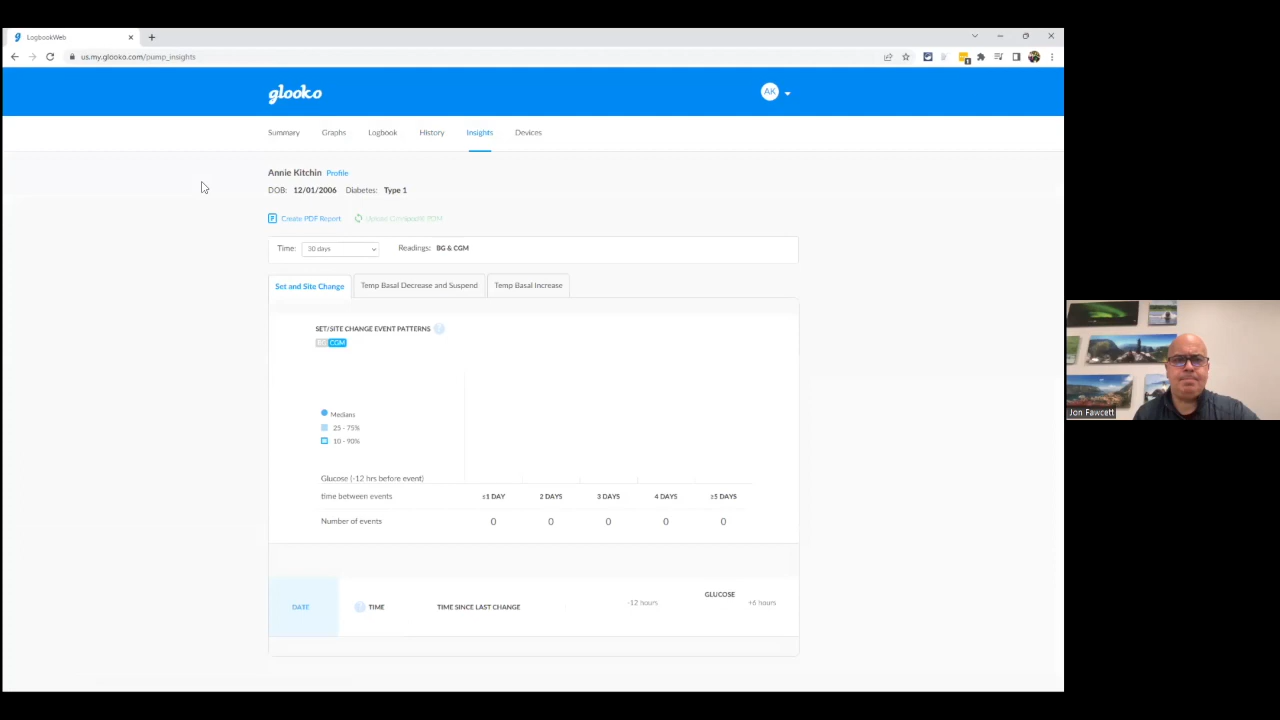 LogbookWeb
us.my.glooko.com/pump_insights
glooko
AK
Summary Graphs Logbook History Insights Devices
Annie Kitchin Profile
DOB: 12/01/2006 Diabetes: Type 1
Create PDF Report
Time: 30 days Readings: BG & CGM
Set and Site Change Temp Basal Decrease and Suspend Temp Basal Increase
SET/SITE CHANGE EVENT PATTERNS ?
BG CGM
Medians
25 - 75%
10 - 90%
Glucose (-12 hrs before event)
time between events ≤1 DAY 2 DAYS 3 DAYS 4 DAYS ≥5 DAYS
Number of events 0 0 0 0 0
DATE ? TIME TIME SINCE LAST CHANGE -12 hours GLUCOSE +6 hours
Jon Fawcett